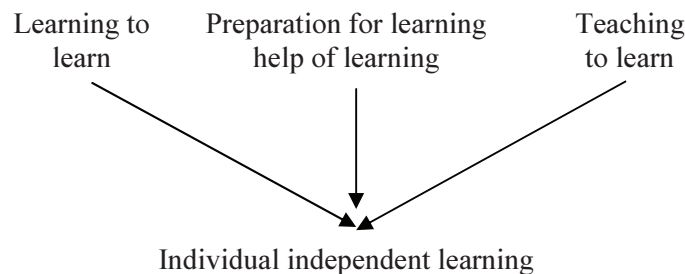 Learning to
learn
Preparation for learning
help of learning
Teaching
to learn
Individual independent learning